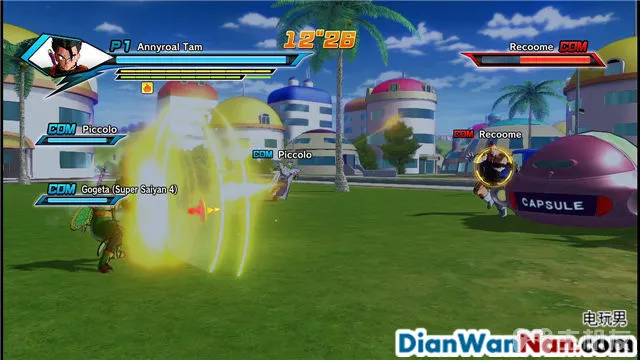 P1 Annyroal Tam
12"26
Recoome COM
COM Piccolo
COM Piccolo
COM Recoome
COM Gogeta (Super Saiyan 4)
CAPSULE
电玩男
DianWanNan.com